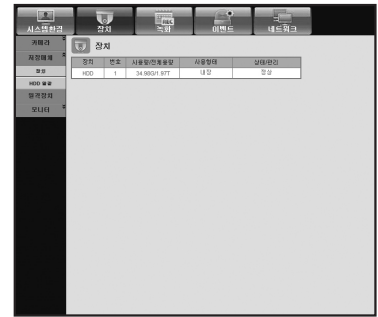 시스템환경 장치 녹화 이벤트 네트워크
REC
카메라
저장매체
정보
HDD 불량
원격장치
모니터
장치
장치 번호 사용량/전체용량 사용형태 상태/관리
HDD 1 34.98G/1.97T 내장 정상